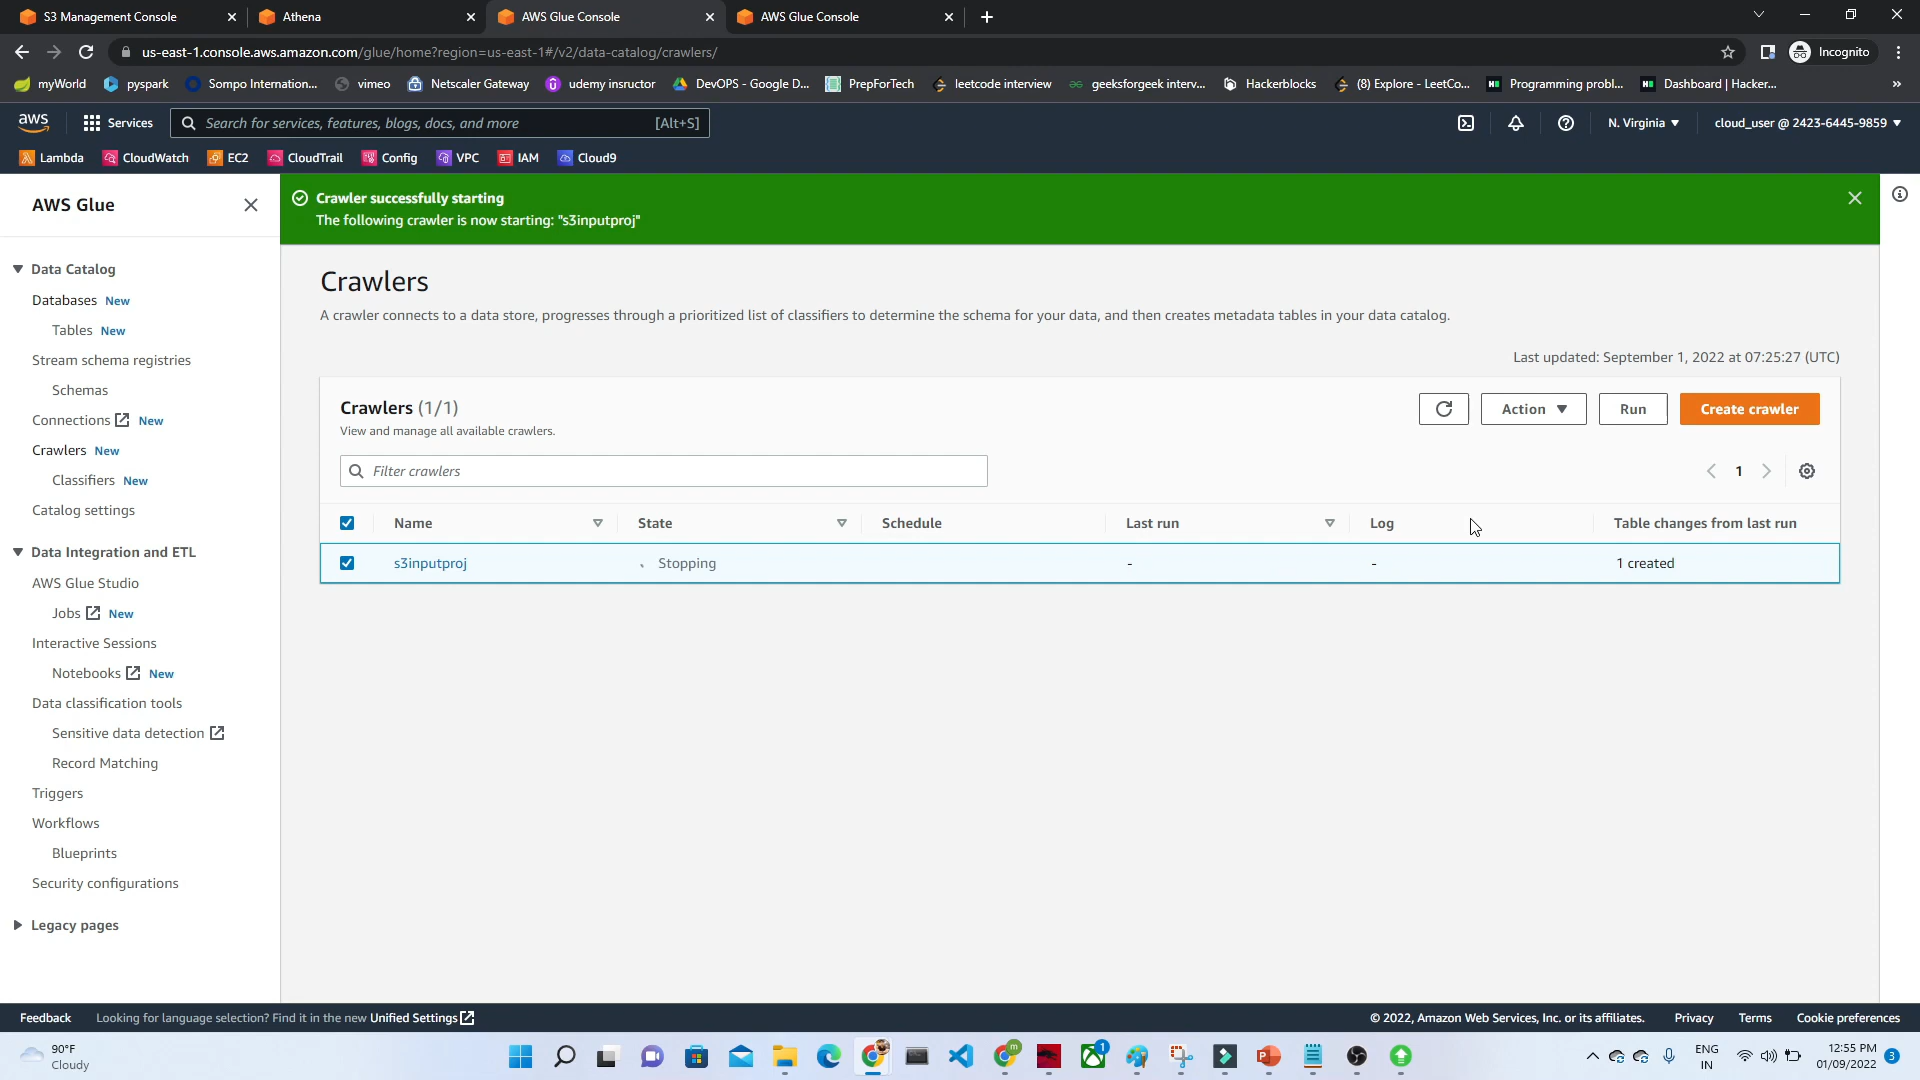 S3 Management Console
Athena
AWS Glue Console
AWS Glue Console
us-east-1.console.aws.amazon.com/glue/home?region=us-east-1#/v2/data-catalog/crawlers/
Incognito
myWorld
pyspark
Sompo Internation...
vimeo
Netscaler Gateway
udemy insructor
DevOPS - Google D...
PrepForTech
leetcode interview
geeksforgeek interv...
Hackerblocks
(8) Explore - LeetCo...
Programming probl...
Dashboard | Hacker...
aws
Services
Search for services, features, blogs, docs, and more
[Alt+S]
N. Virginia
cloud_user @ 2423-6445-9859
Lambda
CloudWatch
EC2
CloudTrail
Config
VPC
IAM
Cloud9
AWS Glue
Data Catalog
Databases New
Tables New
Stream schema registries
Schemas
Connections New
Crawlers New
Classifiers New
Catalog settings
Data Integration and ETL
AWS Glue Studio
Jobs New
Interactive Sessions
Notebooks New
Data classification tools
Sensitive data detection
Record Matching
Triggers
Workflows
Blueprints
Security configurations
Legacy pages
Crawler successfully starting
The following crawler is now starting: "s3inputproj"
Crawlers
A crawler connects to a data store, progresses through a prioritized list of classifiers to determine the schema for your data, and then creates metadata tables in your data catalog.
Last updated: September 1, 2022 at 07:25:27 (UTC)
Crawlers (1/1)
View and manage all available crawlers.
Action
Run
Create crawler
Filter crawlers
1
Name
State
Schedule
Last run
Log
Table changes from last run
s3inputproj
Stopping
-
-
1 created
Feedback
Looking for language selection? Find it in the new Unified Settings
© 2022, Amazon Web Services, Inc. or its affiliates.
Privacy
Terms
Cookie preferences
90°F
Cloudy
m
1
ENG
IN
12:55 PM
01/09/2022
3